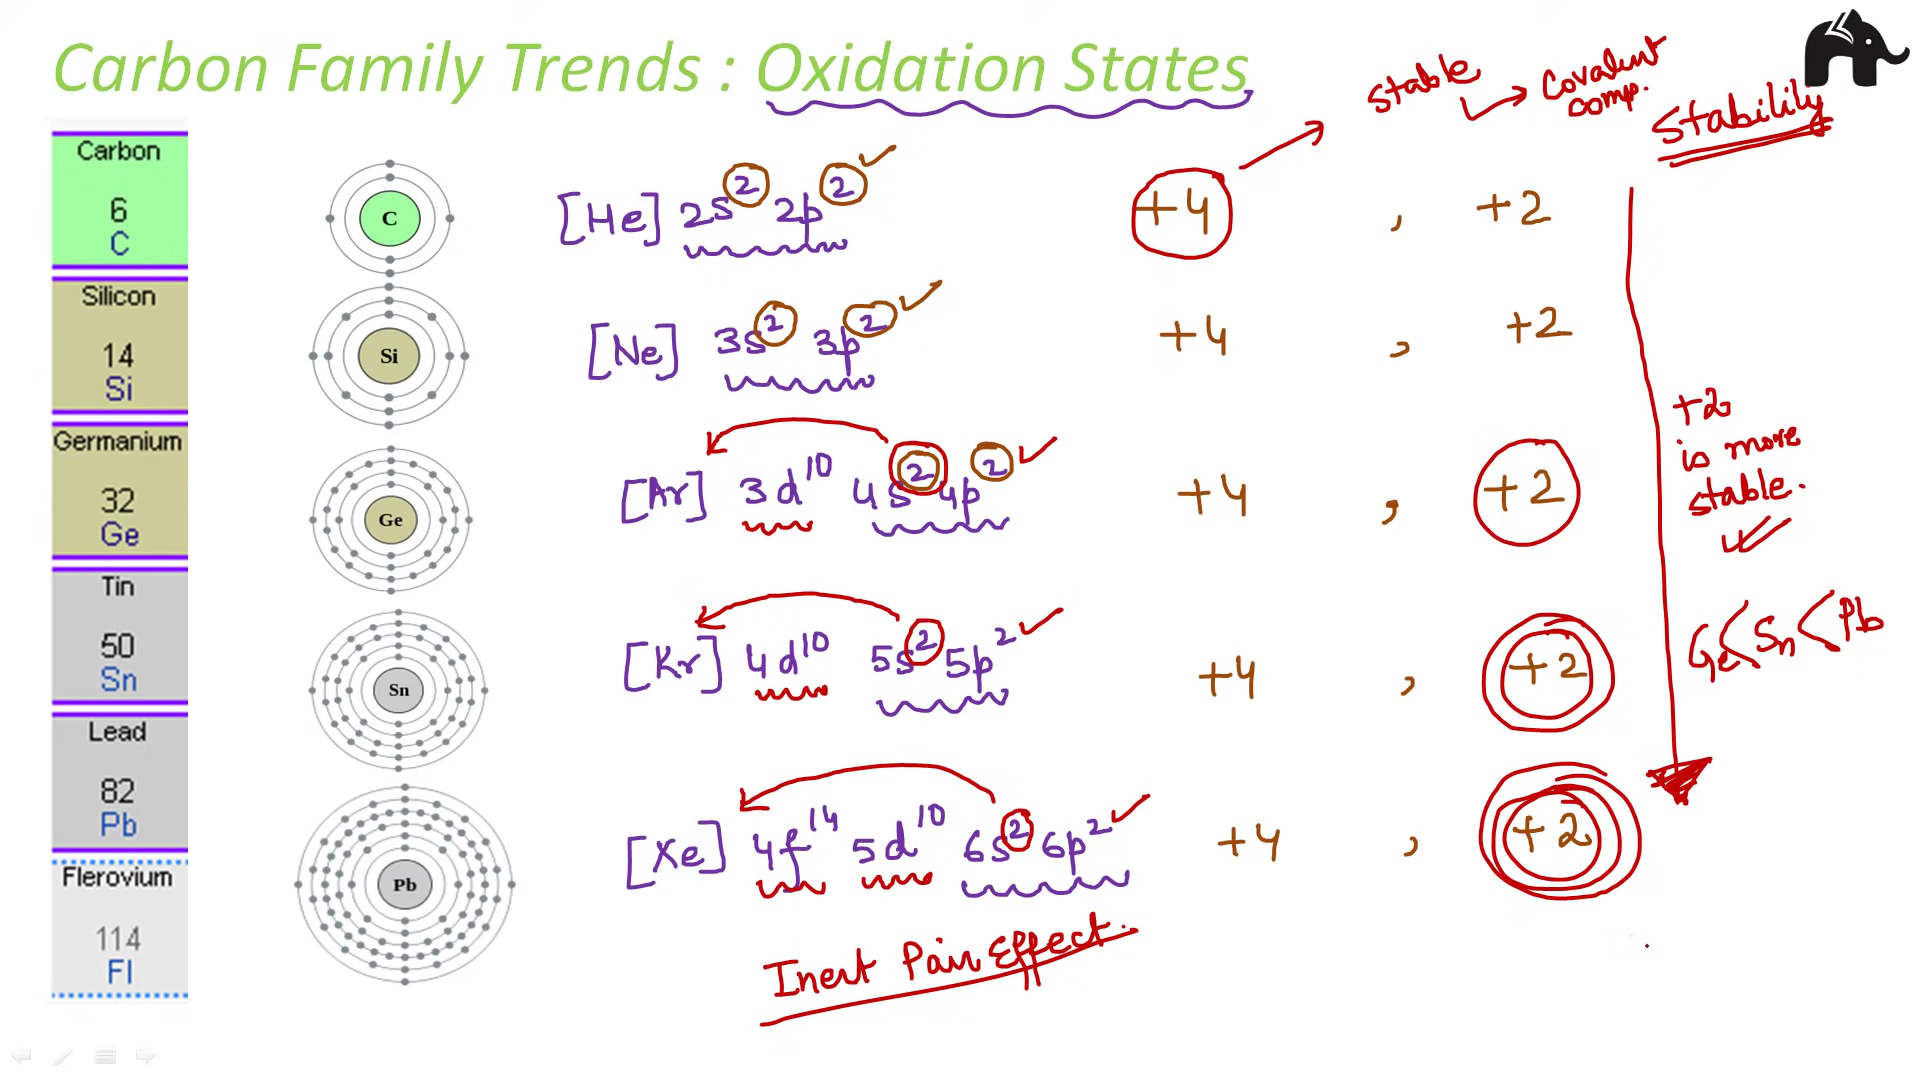 Carbon Family Trends : Oxidation States
stable → Covalent comp.
Stability
Carbon
6
C
C
[He] 2s² 2p²
+4 , +2
Silicon
14
Si
Si
[Ne] 3s² 3p²
+4 , +2
Germanium
32
Ge
Ge
[Ar] 3d¹⁰ 4s² 4p²
+4 , +2
+2
is more
stable.
Tin
50
Sn
Sn
[Kr] 4d¹⁰ 5s² 5p²
+4 , +2
Ge < Sn < Pb
Lead
82
Pb
Pb
[Xe] 4f¹⁴ 5d¹⁰ 6s² 6p²
+4 , +2
Flerovium
114
Fl
Inert Pair Effect.